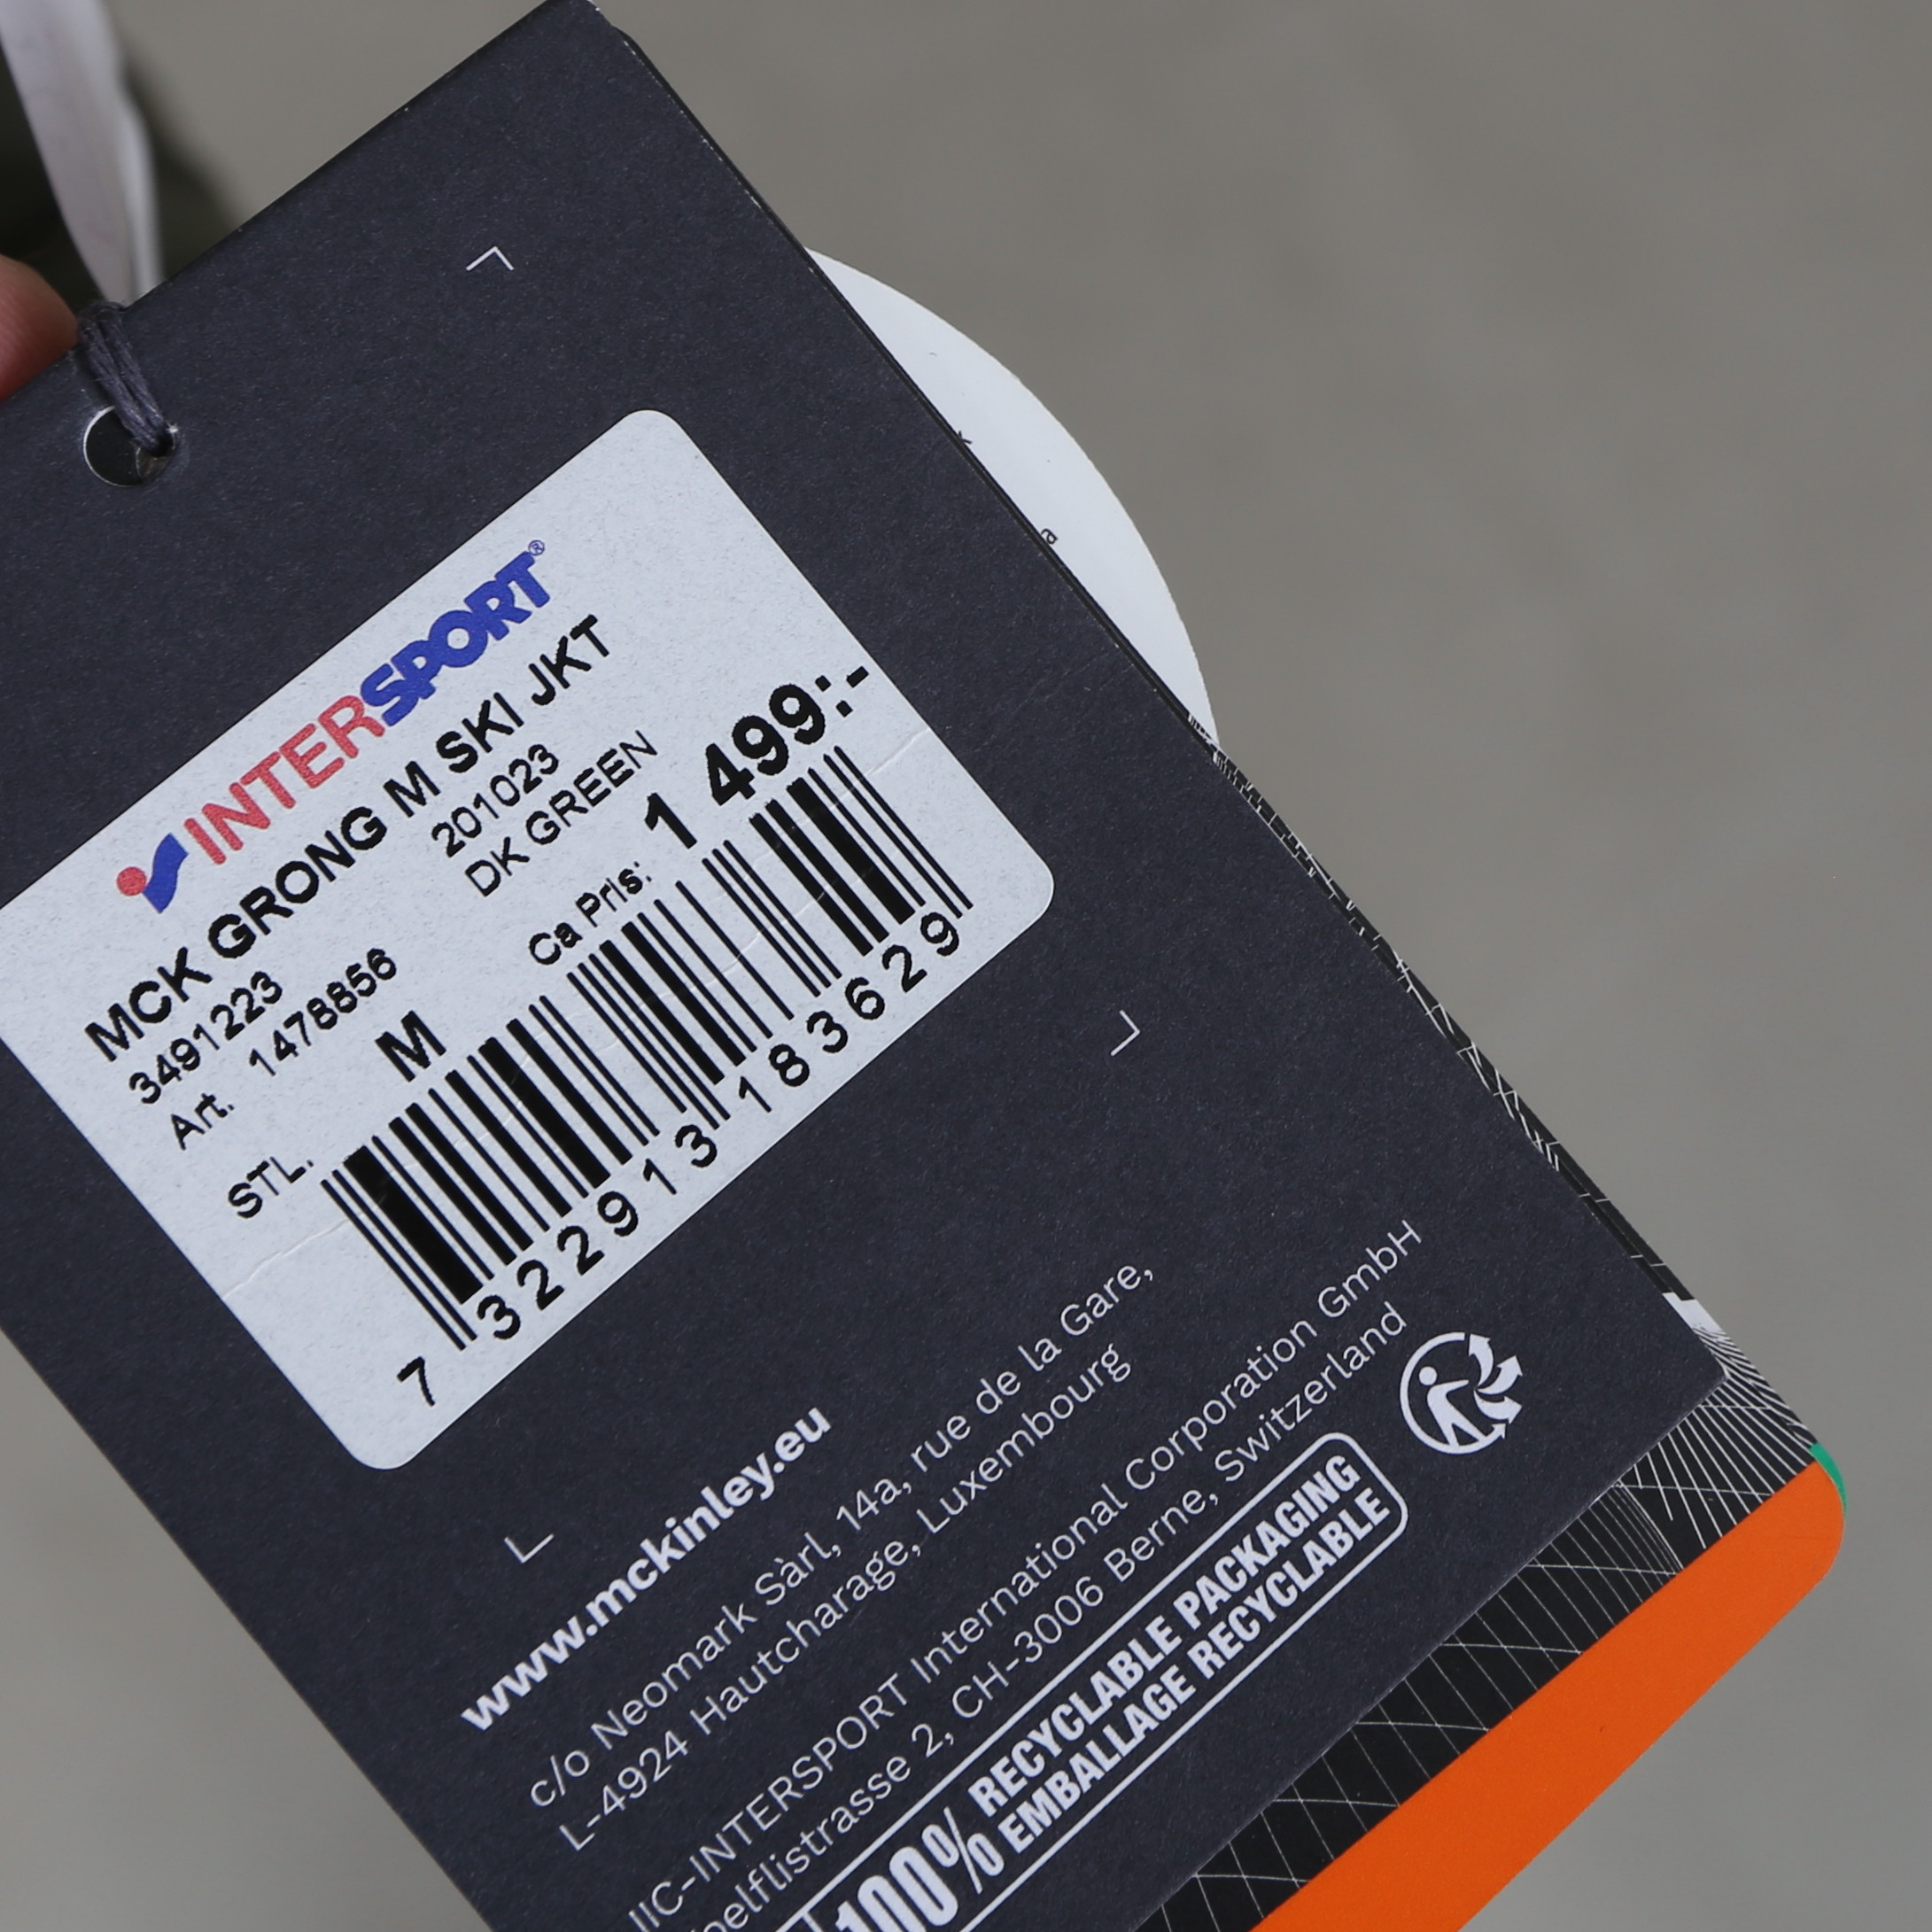 INTERSPORT®
MCK GRONG M SKI JKT
3491223 201023
Art. 1478856 DK GREEN
STL. M Ca Pris: 1 499:-
7 322913 183629
www.mckinley.eu
c/o Neomark Sàrl, 14a, rue de la Gare,
L-4924 Hautcharage, Luxembourg
IIC-INTERSPORT International Corporation GmbH
2, CH-3006 Berne, Switzerland
100% RECYCLABLE PACKAGING
EMBALLAGE RECYCLABLE